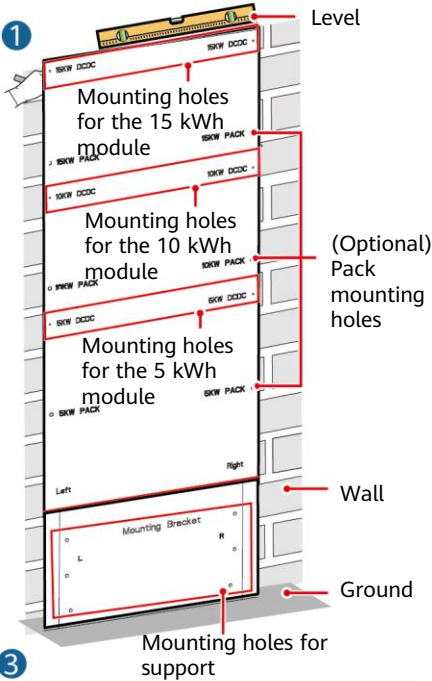 Level
1
15KW DCDC
15KW DCDC
Mounting holes
for the 15 kWh
module
15KW PACK
15KW PACK
10KW DCDC
10KW DCDC
Mounting holes
for the 10 kWh
module
(Optional)
Pack
mounting
holes
10KW PACK
10KW PACK
5KW DCDC
5KW DCDC
Mounting holes
for the 5 kWh
module
5KW PACK
5KW PACK
Right
Left
Wall
Mounting Bracket
R
L
Ground
Mounting holes for
support
3